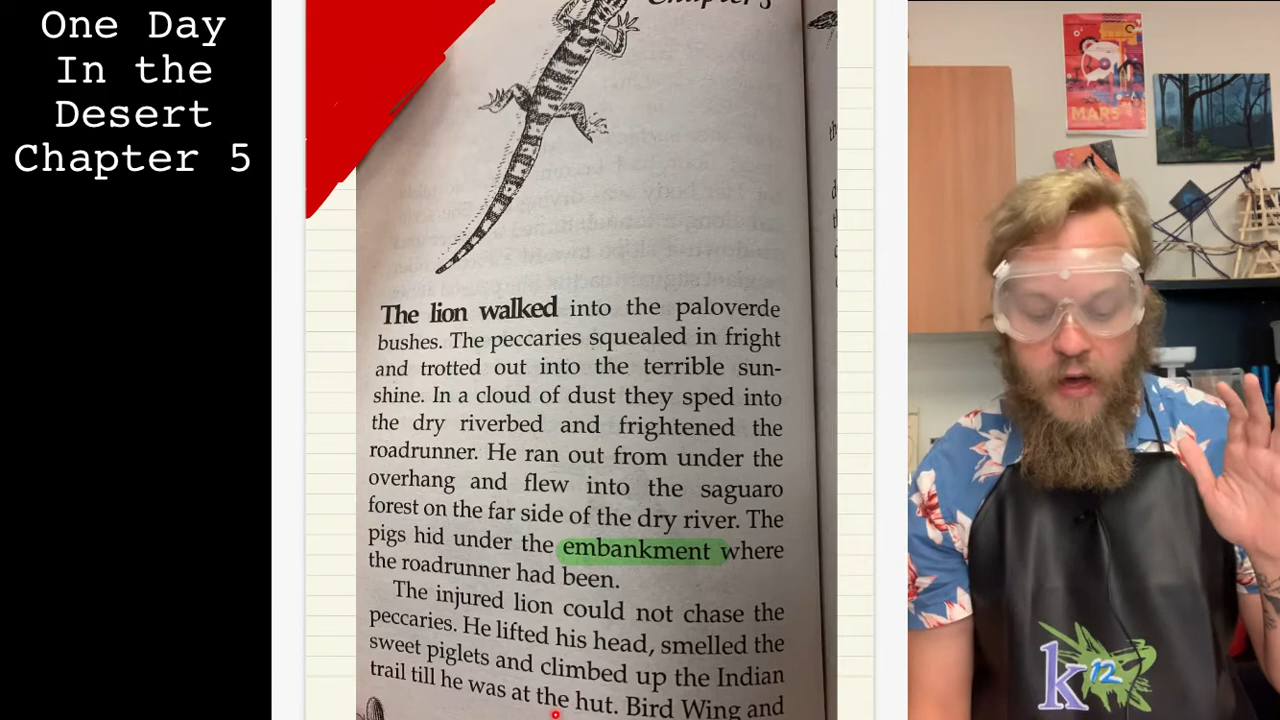 One Day
In the
Desert
Chapter 5
Chapter 5
The lion walked into the paloverde
bushes. The peccaries squealed in fright
and trotted out into the terrible sun-
shine. In a cloud of dust they sped into
the dry riverbed and frightened the
roadrunner. He ran out from under the
overhang and flew into the saguaro
forest on the far side of the dry river. The
pigs hid under the embankment where
the roadrunner had been.
The injured lion could not chase the
peccaries. He lifted his head, smelled the
sweet piglets and climbed up the Indian
trail till he was at the hut. Bird Wing and
MARS
k12